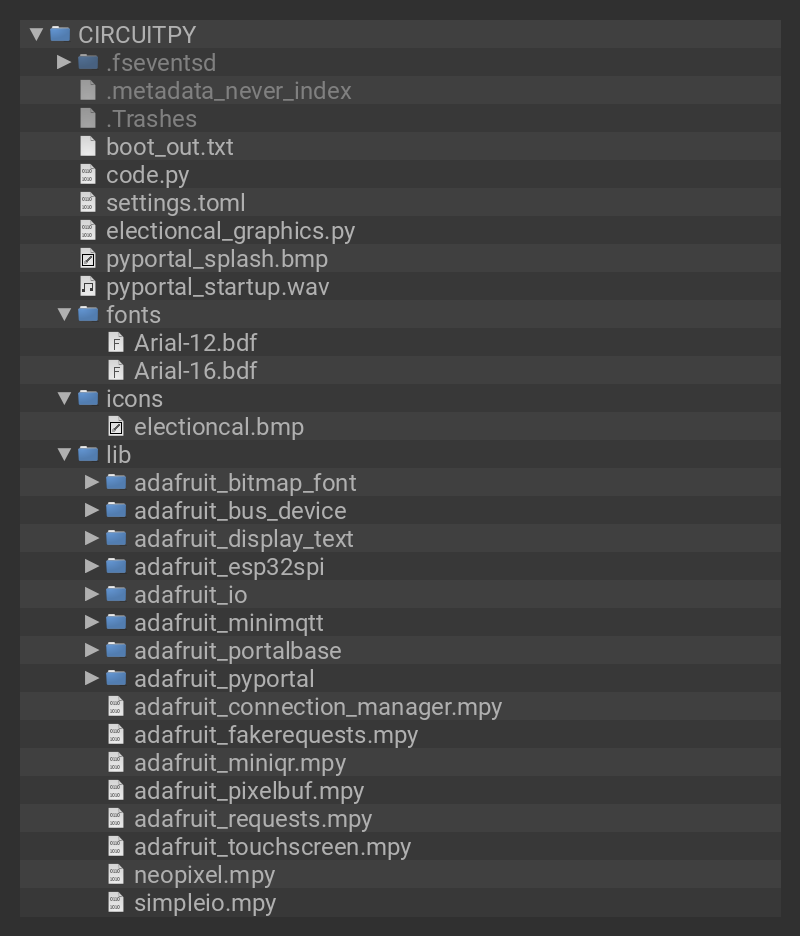 CIRCUITPY
.fseventsd
.metadata_never_index
.Trashes
boot_out.txt
code.py
settings.toml
electioncal_graphics.py
pyportal_splash.bmp
pyportal_startup.wav
fonts
Arial-12.bdf
Arial-16.bdf
icons
electioncal.bmp
lib
adafruit_bitmap_font
adafruit_bus_device
adafruit_display_text
adafruit_esp32spi
adafruit_io
adafruit_minimqtt
adafruit_portalbase
adafruit_pyportal
adafruit_connection_manager.mpy
adafruit_fakerequests.mpy
adafruit_miniqr.mpy
adafruit_pixelbuf.mpy
adafruit_requests.mpy
adafruit_touchscreen.mpy
neopixel.mpy
simpleio.mpy